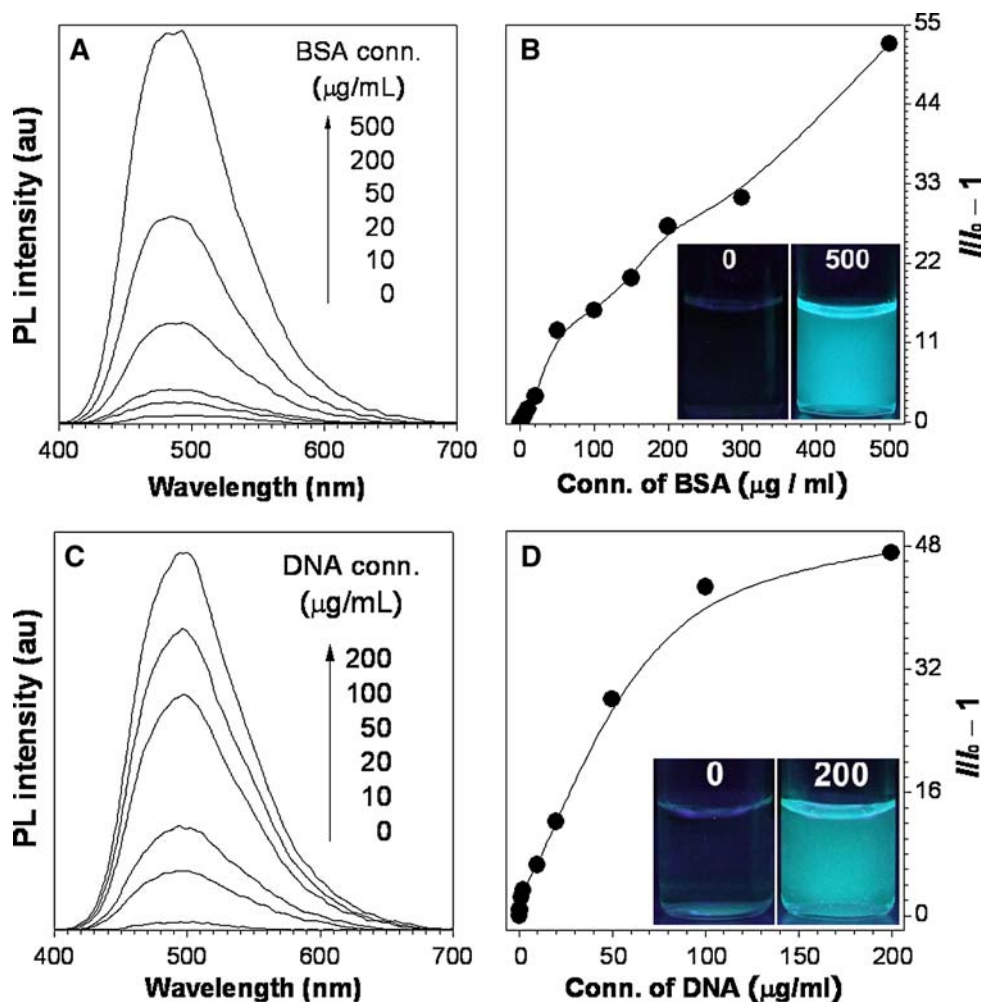 A
BSA conn.
(μg/mL)
500
200
50
20
10
0
PL intensity (au)
400 500 600 700
Wavelength (nm)
B
55
44
33
22
11
0
I/I₀ – 1
0 500
0 100 200 300 400 500
Conn. of BSA (μg / ml)
C
DNA conn.
(μg/mL)
200
100
50
20
10
0
PL intensity (au)
400 500 600 700
Wavelength (nm)
D
48
32
16
0
I/I₀ – 1
0 200
0 50 100 150 200
Conn. of DNA (μg/ml)